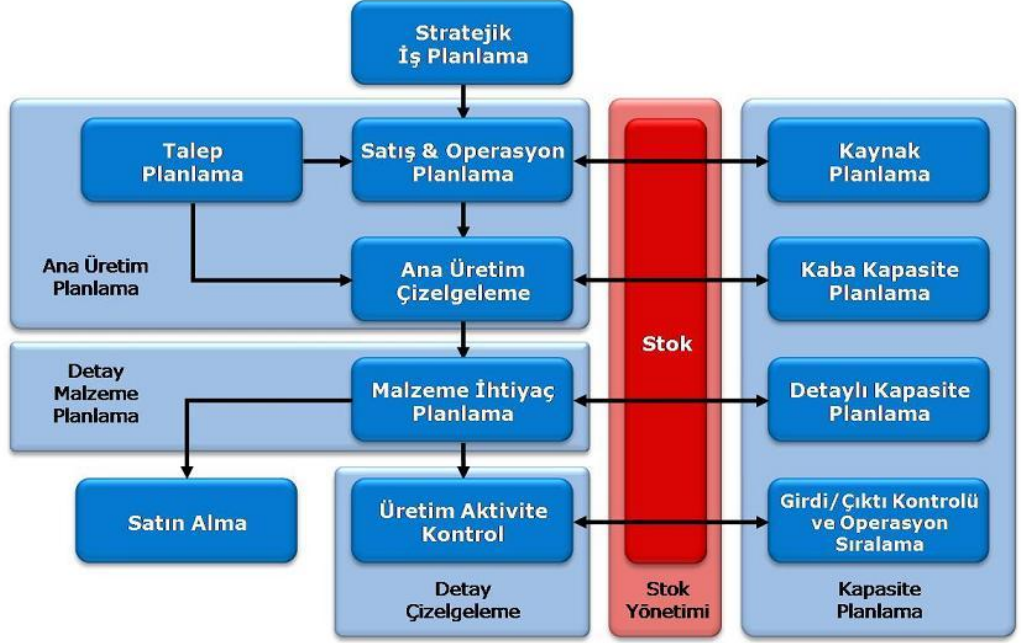 Stratejik
İş Planlama
Talep
Planlama
Satış & Operasyon
Planlama
Kaynak
Planlama
Ana Üretim
Planlama
Ana Üretim
Çizelgeleme
Kaba Kapasite
Planlama
Stok
Detay
Malzeme
Planlama
Malzeme İhtiyaç
Planlama
Detaylı Kapasite
Planlama
Satın Alma
Üretim Aktivite
Kontrol
Girdi/Çıktı Kontrolü
ve Operasyon
Sıralama
Detay
Çizelgeleme
Stok
Yönetimi
Kapasite
Planlama